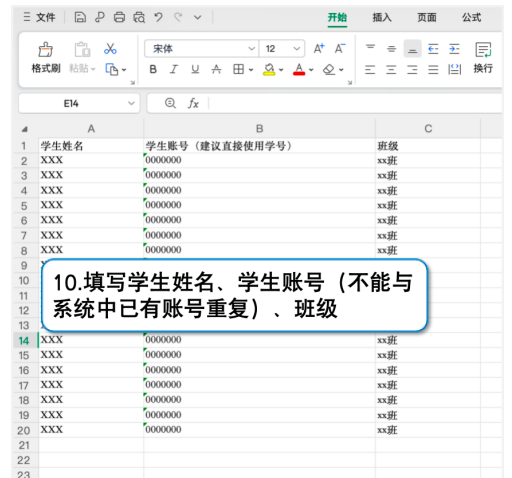 三 文件 开始 插入 页面 公式
格式刷 粘贴 宋体 12 A+ A- 换行
B I U A A
E14 fx
A B C
1 学生姓名 学生账号（建议直接使用学号） 班级
2 XXX 0000000 xx班
3 XXX 0000000 xx班
4 XXX 0000000 xx班
5 XXX 0000000 xx班
6 XXX 0000000 xx班
7 XXX 0000000 xx班
8 XXX 0000000 xx班
9
10
11
12
13
10.填写学生姓名、学生账号（不能与
系统中已有账号重复）、班级
14 XXX 0000000 xx班
15 XXX 0000000 xx班
16 XXX 0000000 xx班
17 XXX 0000000 xx班
18 XXX 0000000 xx班
19 XXX 0000000 xx班
20 XXX 0000000 xx班
21
22
23